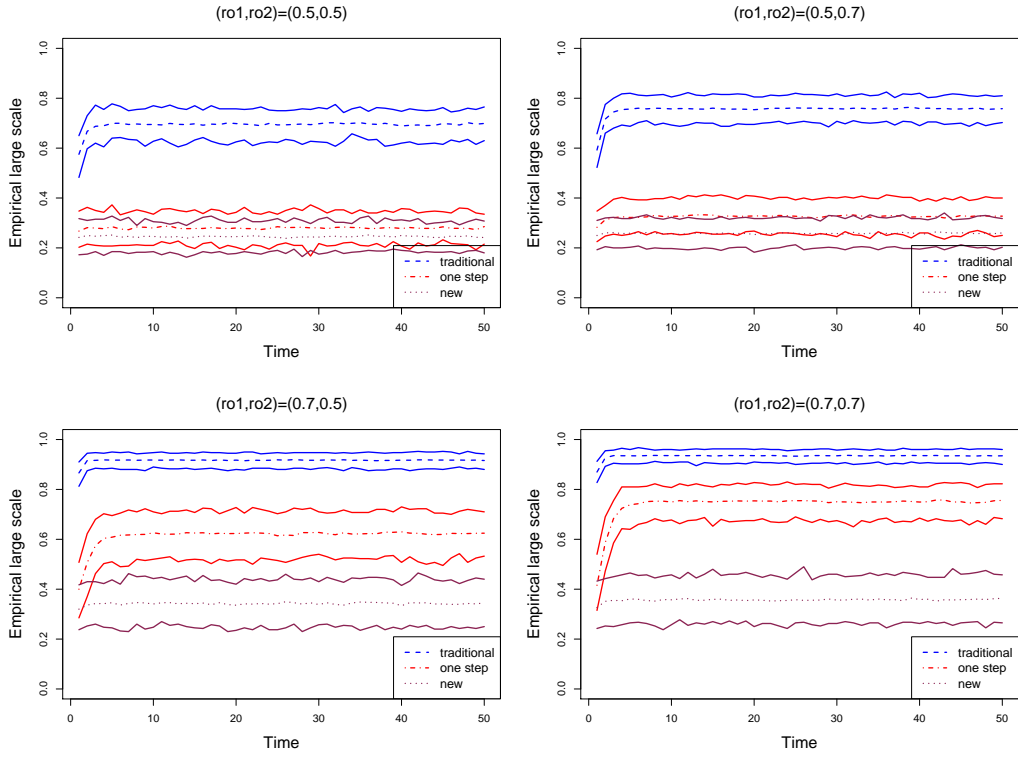 (ro1,ro2)=(0.5,0.5)
Empirical large scale
1.0
0.8
0.6
0.4
0.2
0.0
traditional
one step
new
0 10 20 30 40 50
Time
(ro1,ro2)=(0.5,0.7)
Empirical large scale
1.0
0.8
0.6
0.4
0.2
0.0
traditional
one step
new
0 10 20 30 40 50
Time
(ro1,ro2)=(0.7,0.5)
Empirical large scale
1.0
0.8
0.6
0.4
0.2
0.0
traditional
one step
new
0 10 20 30 40 50
Time
(ro1,ro2)=(0.7,0.7)
Empirical large scale
1.0
0.8
0.6
0.4
0.2
0.0
traditional
one step
new
0 10 20 30 40 50
Time